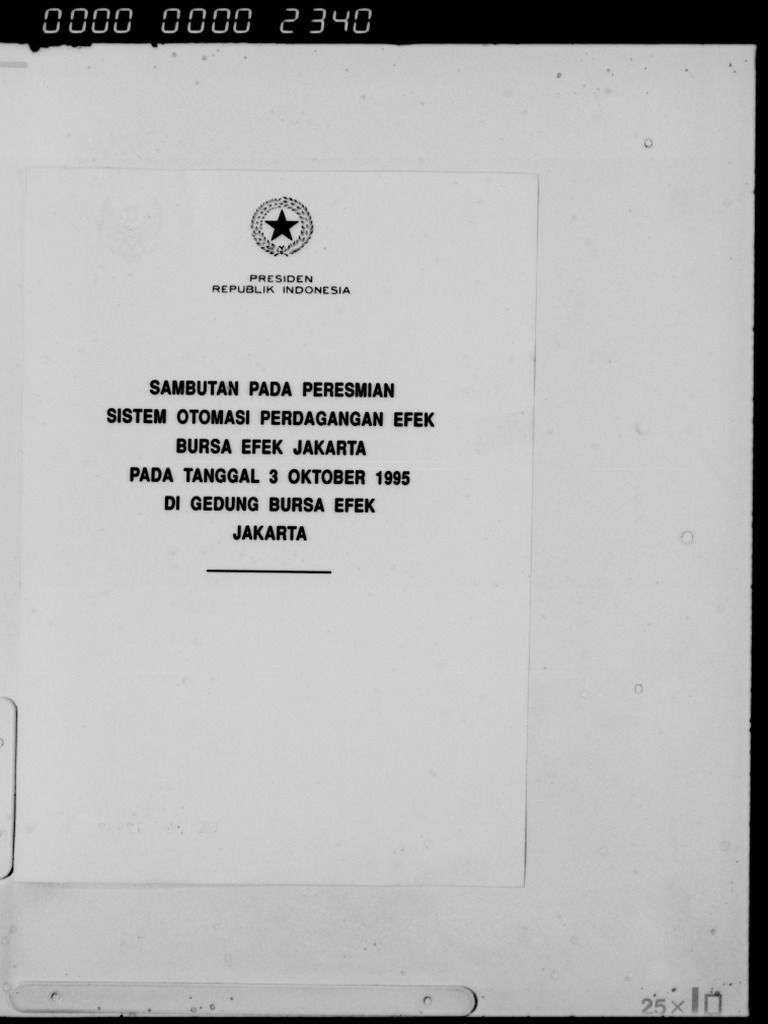 0000 0000 2340
PRESIDEN
REPUBLIK INDONESIA
SAMBUTAN PADA PERESMIAN
SISTEM OTOMASI PERDAGANGAN EFEK
BURSA EFEK JAKARTA
PADA TANGGAL 3 OKTOBER 1995
DI GEDUNG BURSA EFEK
JAKARTA
25×